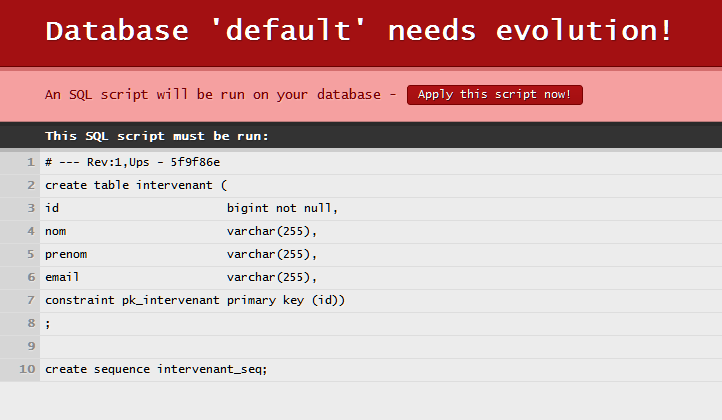 Database 'default' needs evolution!
An SQL script will be run on your database - Apply this script now!
This SQL script must be run:
1 # --- Rev:1,Ups - 5f9f86e
2 create table intervenant (
3 id bigint not null,
4 nom varchar(255),
5 prenom varchar(255),
6 email varchar(255),
7 constraint pk_intervenant primary key (id))
8 ;
9
10 create sequence intervenant_seq;